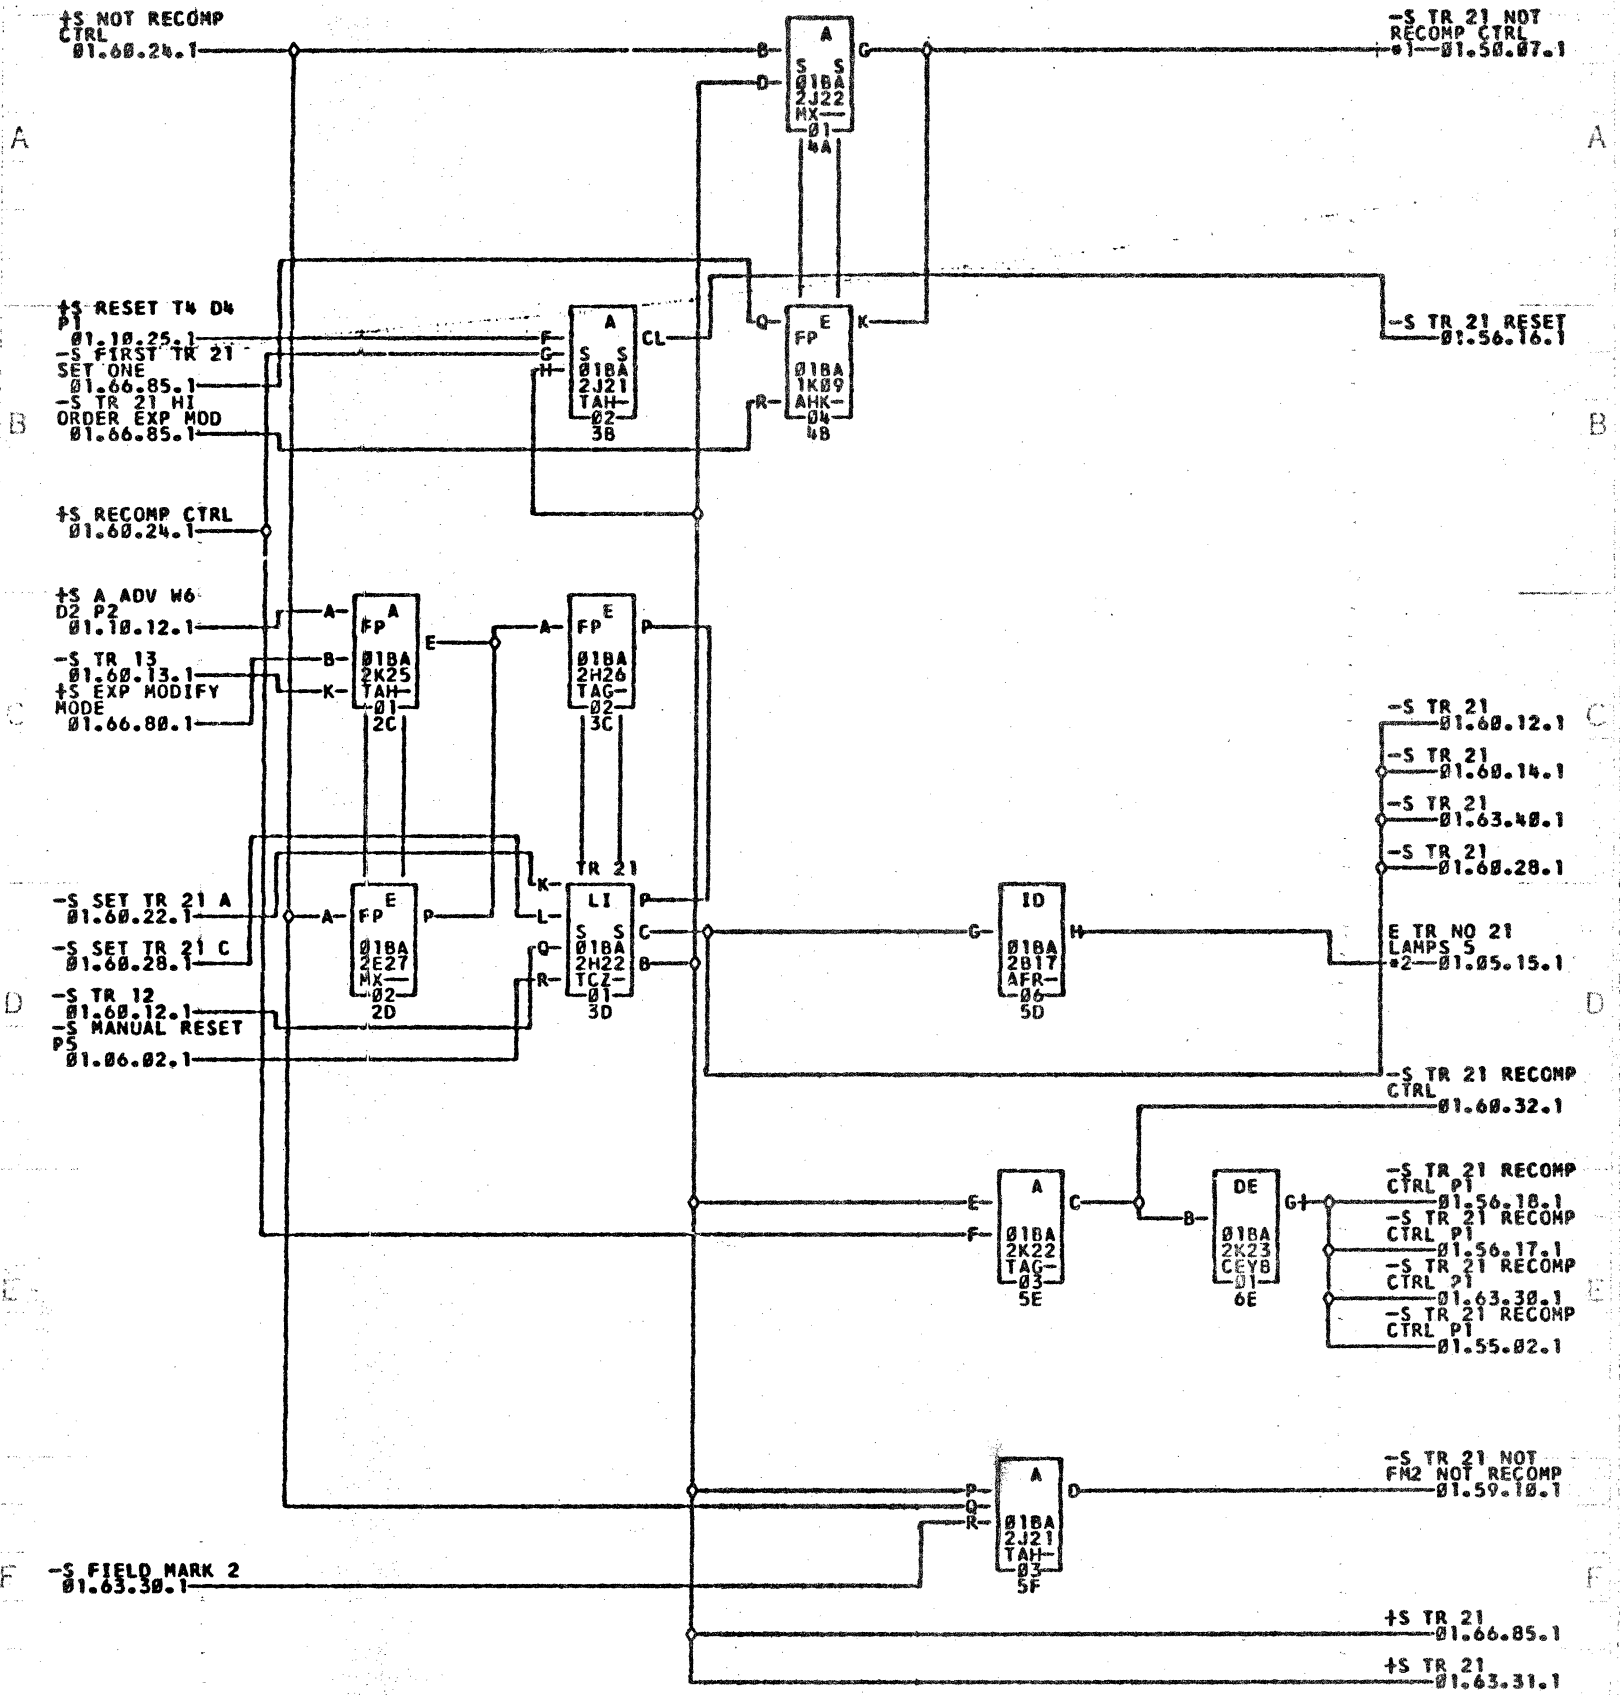 +S NOT RECOMP
CTRL
01.60.24.1
B
D
A
S S
01BA
2J22
MX—
01
4A
G
-S TR 21 NOT
RECOMP CTRL
*1—01.50.07.1
A
A
+S RESET T4 D4
P1
01.10.25.1
-S FIRST TR 21
SET ONE
01.66.85.1
-S TR 21 HI
ORDER EXP MOD
01.66.85.1
F
G
H
A
S S
01BA
2J21
TAH-
02
3B
CL
Q
R
E
FP
01BA
1K09
AHK-
04
4B
K
-S TR 21 RESET
01.56.16.1
B
B
+S RECOMP CTRL
01.60.24.1
+S A ADV W6
D2 P2
01.10.12.1
-S TR 13
01.60.13.1
+S EXP MODIFY
MODE
01.66.80.1
A
B
K
A
FP
01BA
2K25
TAH-
01
2C
E
A
E
FP
01BA
2H26
TAG-
02
3C
P
C
C
-S TR 21
01.60.12.1
-S TR 21
01.60.14.1
-S TR 21
01.63.40.1
-S TR 21
01.60.28.1
-S SET TR 21 A
01.60.22.1
-S SET TR 21 C
01.60.28.1
-S TR 12
01.60.12.1
-S MANUAL RESET
P5
01.06.02.1
A
E
FP
01BA
2E27
MX—
02
2D
P
TR 21
K
L
Q
R
LI
S S
01BA
2H22
TCZ-
01
3D
P
C
B
G
ID
01BA
2B17
AFR-
06
5D
H
E TR NO 21
LAMPS 5
*2—01.05.15.1
D
D
-S TR 21 RECOMP
CTRL
01.60.32.1
E
F
A
01BA
2K22
TAG-
03
5E
C
B
DE
01BA
2K23
CEYB
01
6E
G+
-S TR 21 RECOMP
CTRL P1
01.56.18.1
-S TR 21 RECOMP
CTRL P1
01.56.17.1
-S TR 21 RECOMP
CTRL P1
01.63.30.1
-S TR 21 RECOMP
CTRL P1
01.55.02.1
E
E
P
Q
R
A
01BA
2J21
TAH-
03
5F
D
-S TR 21 NOT
FM2 NOT RECOMP
01.59.10.1
F
F
-S FIELD MARK 2
01.63.30.1
+S TR 21
01.66.85.1
+S TR 21
01.63.31.1